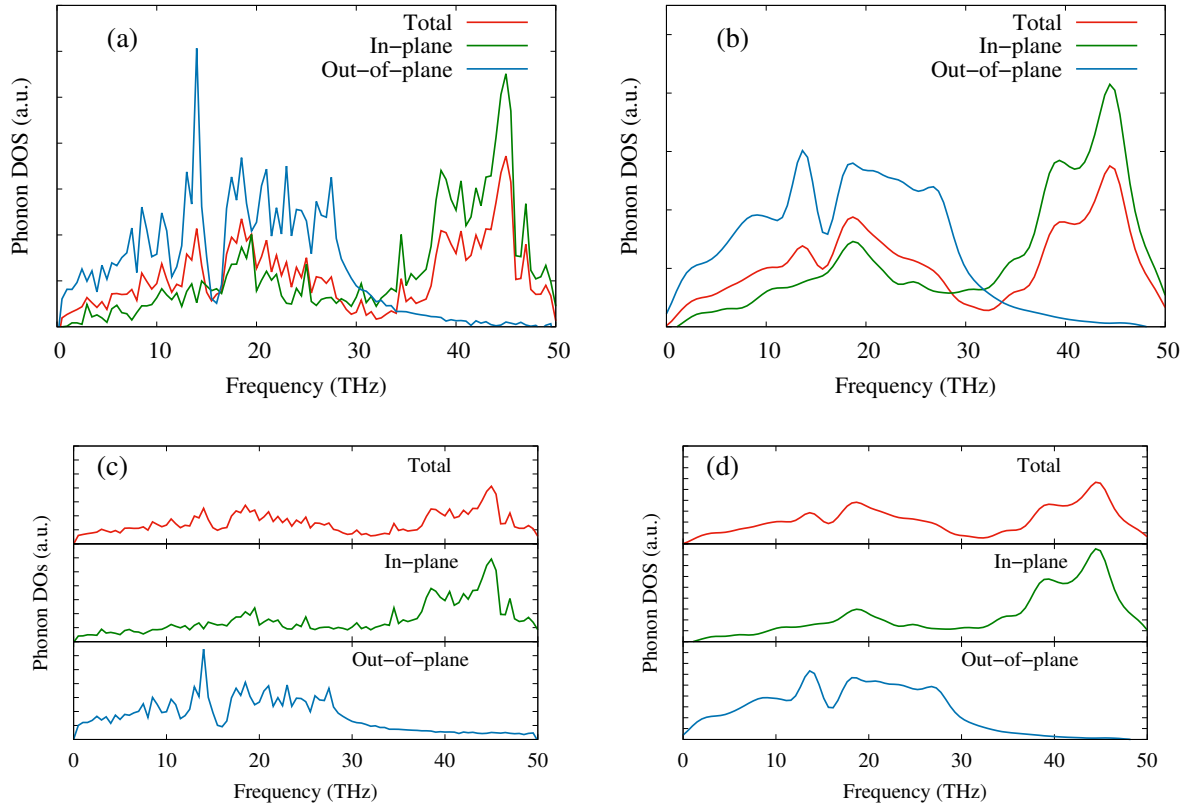 (a)
Total
In−plane
Out−of−plane
Phonon DOS (a.u.)
0 10 20 30 40 50
Frequency (THz)
(b)
Total
In−plane
Out−of−plane
Phonon DOS (a.u.)
0 10 20 30 40 50
Frequency (THz)
(c)
Total
In−plane
Out−of−plane
Phonon DOs (a.u.)
0 10 20 30 40 50
Frequency (THz)
(d)
Total
In−plane
Out−of−plane
Phonon DOS (a.u.)
0 10 20 30 40 50
Frequency (THz)